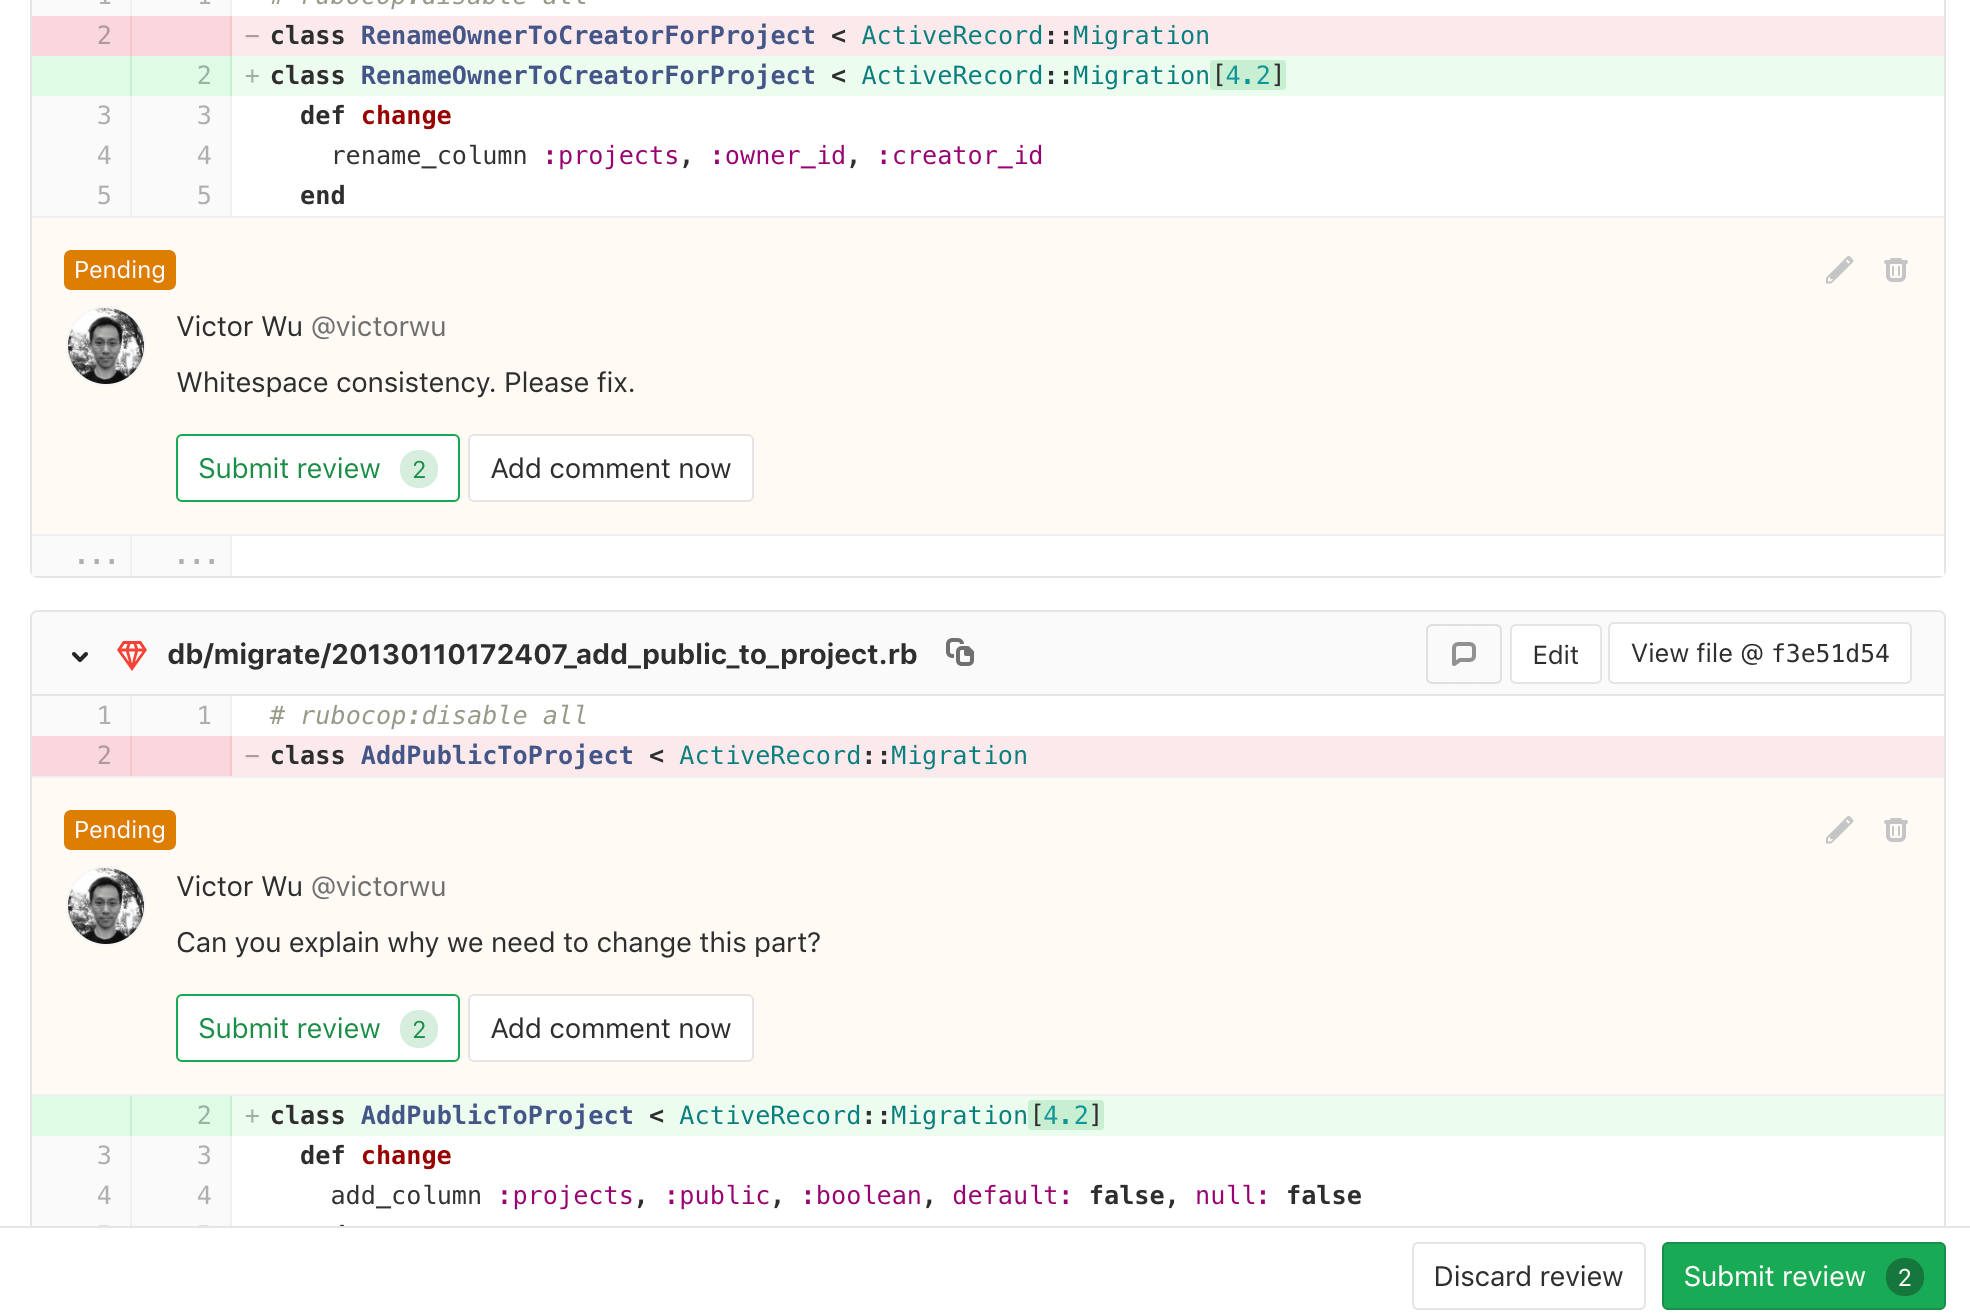 1 1 # rubocop:disable all
2 − class RenameOwnerToCreatorForProject < ActiveRecord::Migration
2 + class RenameOwnerToCreatorForProject < ActiveRecord::Migration[4.2]
3 3 def change
4 4 rename_column :projects, :owner_id, :creator_id
5 5 end
Pending
Victor Wu @victorwu
Whitespace consistency. Please fix.
Submit review 2 Add comment now
... ...
db/migrate/20130110172407_add_public_to_project.rb Edit View file @ f3e51d54
1 1 # rubocop:disable all
2 − class AddPublicToProject < ActiveRecord::Migration
Pending
Victor Wu @victorwu
Can you explain why we need to change this part?
Submit review 2 Add comment now
2 + class AddPublicToProject < ActiveRecord::Migration[4.2]
3 3 def change
4 4 add_column :projects, :public, :boolean, default: false, null: false
Discard review Submit review 2